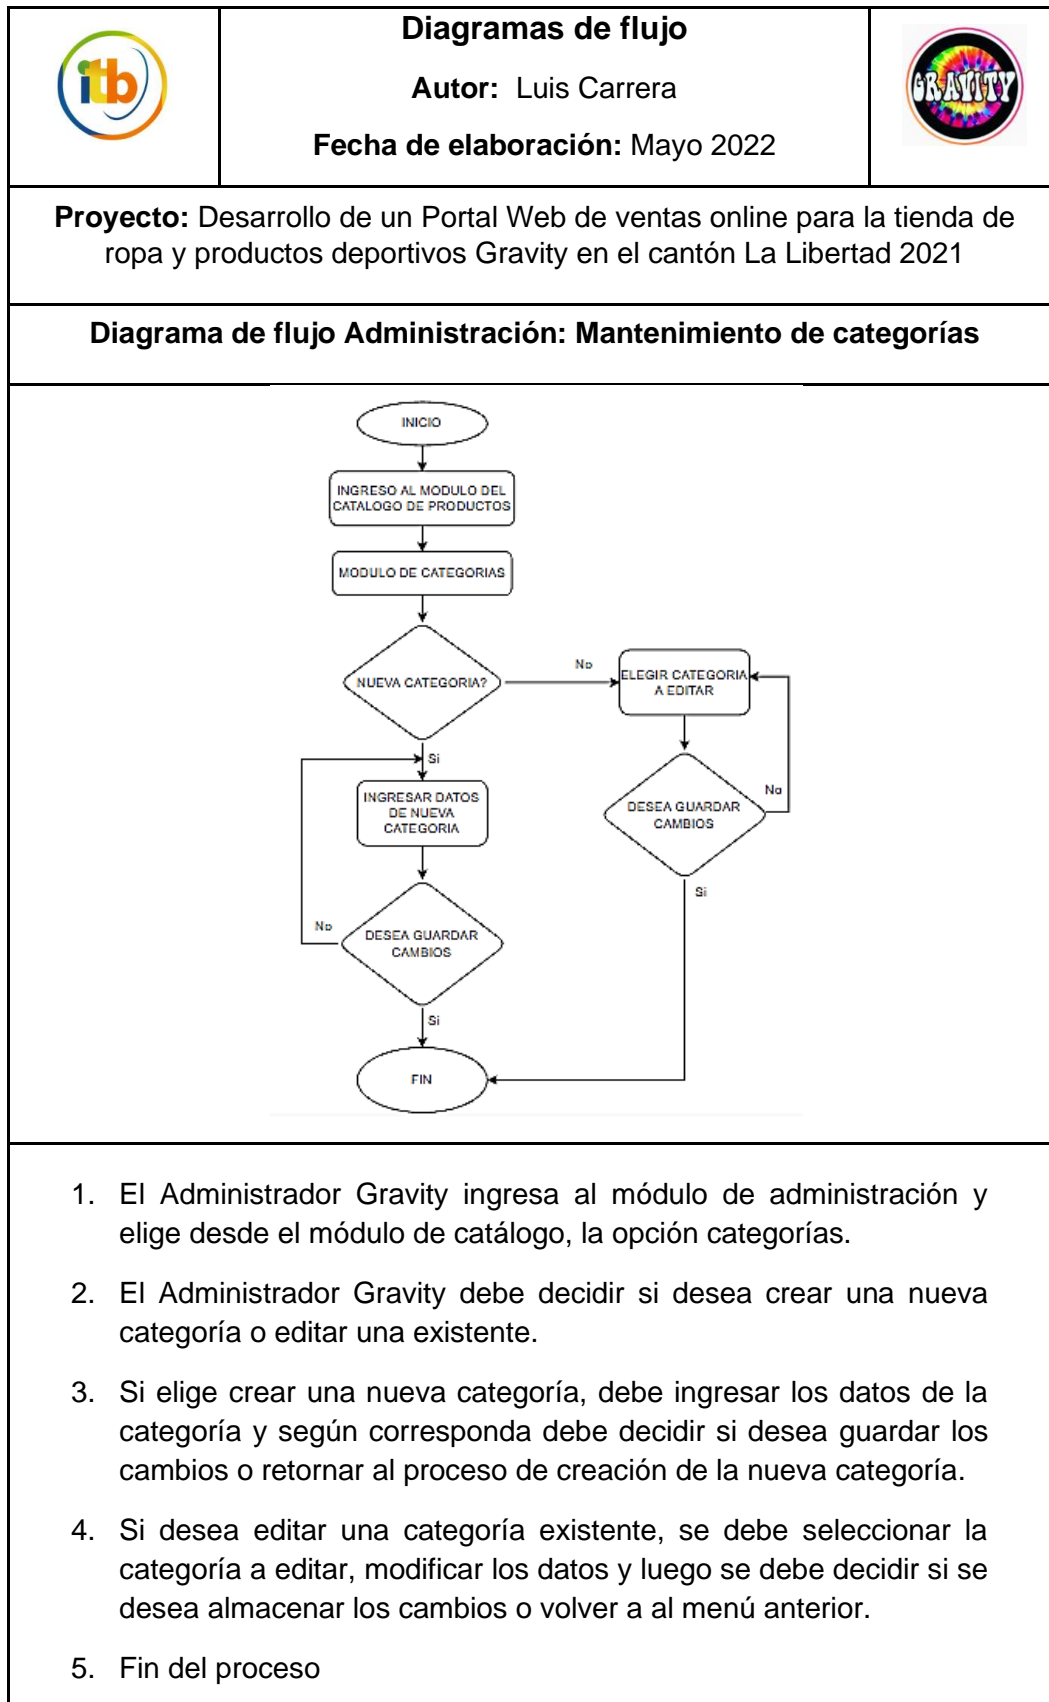 itb
Diagramas de flujo
Autor: Luis Carrera
Fecha de elaboración: Mayo 2022
GRAVITY
Proyecto: Desarrollo de un Portal Web de ventas online para la tienda de
ropa y productos deportivos Gravity en el cantón La Libertad 2021
Diagrama de flujo Administración: Mantenimiento de categorías
INICIO
INGRESO AL MODULO DEL
CATALOGO DE PRODUCTOS
MODULO DE CATEGORIAS
NUEVA CATEGORIA?
No
ELEGIR CATEGORIA
A EDITAR
Si
INGRESAR DATOS
DE NUEVA
CATEGORIA
DESEA GUARDAR
CAMBIOS
No
Si
No
DESEA GUARDAR
CAMBIOS
Si
FIN
1. El Administrador Gravity ingresa al módulo de administración y
elige desde el módulo de catálogo, la opción categorías.
2. El Administrador Gravity debe decidir si desea crear una nueva
categoría o editar una existente.
3. Si elige crear una nueva categoría, debe ingresar los datos de la
categoría y según corresponda debe decidir si desea guardar los
cambios o retornar al proceso de creación de la nueva categoría.
4. Si desea editar una categoría existente, se debe seleccionar la
categoría a editar, modificar los datos y luego se debe decidir si se
desea almacenar los cambios o volver a al menú anterior.
5. Fin del proceso